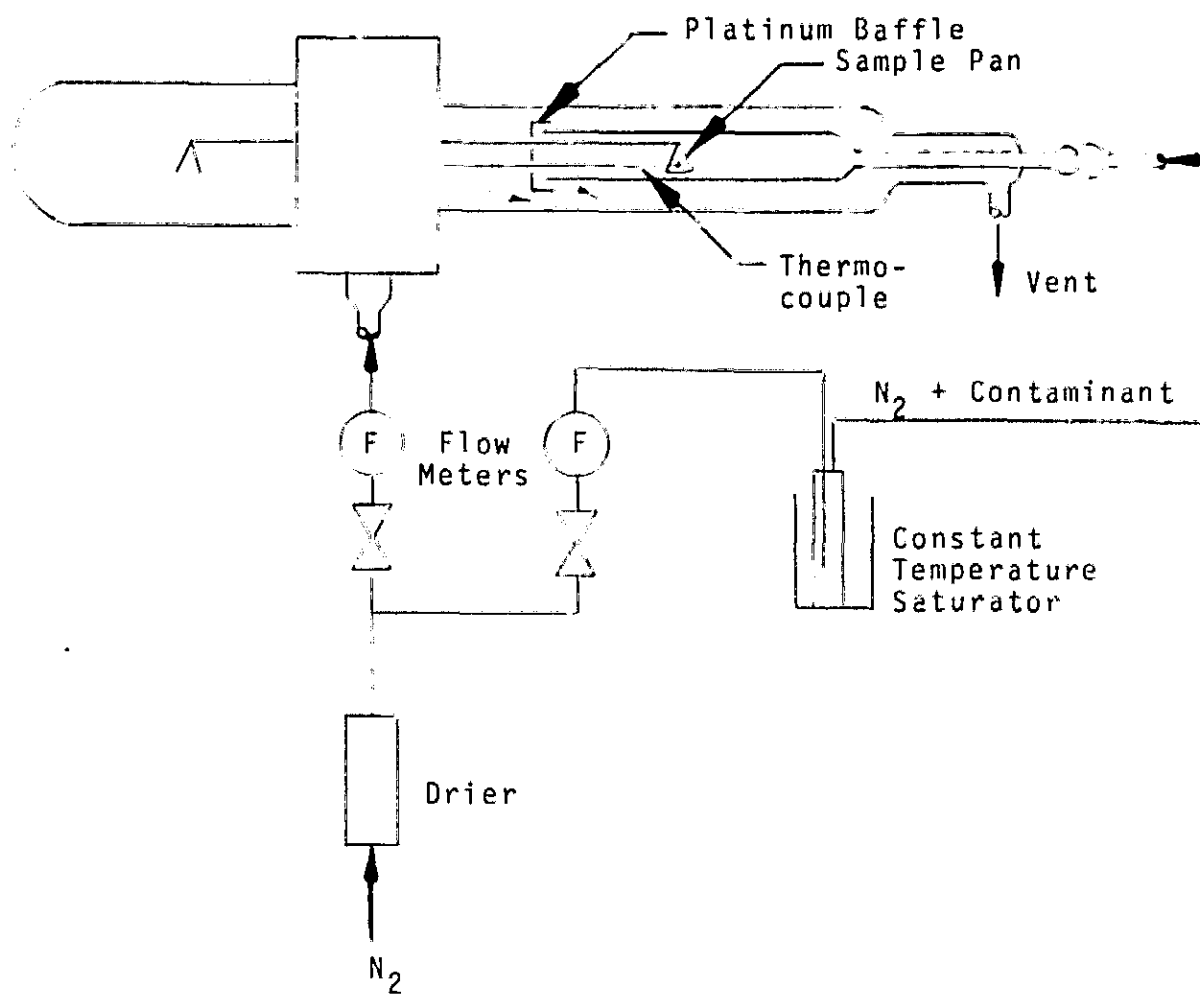 Platinum Baffle
Sample Pan
Thermo-
couple
Vent
N2 + Contaminant
F
Flow
Meters
F
Constant
Temperature
Saturator
Drier
N2